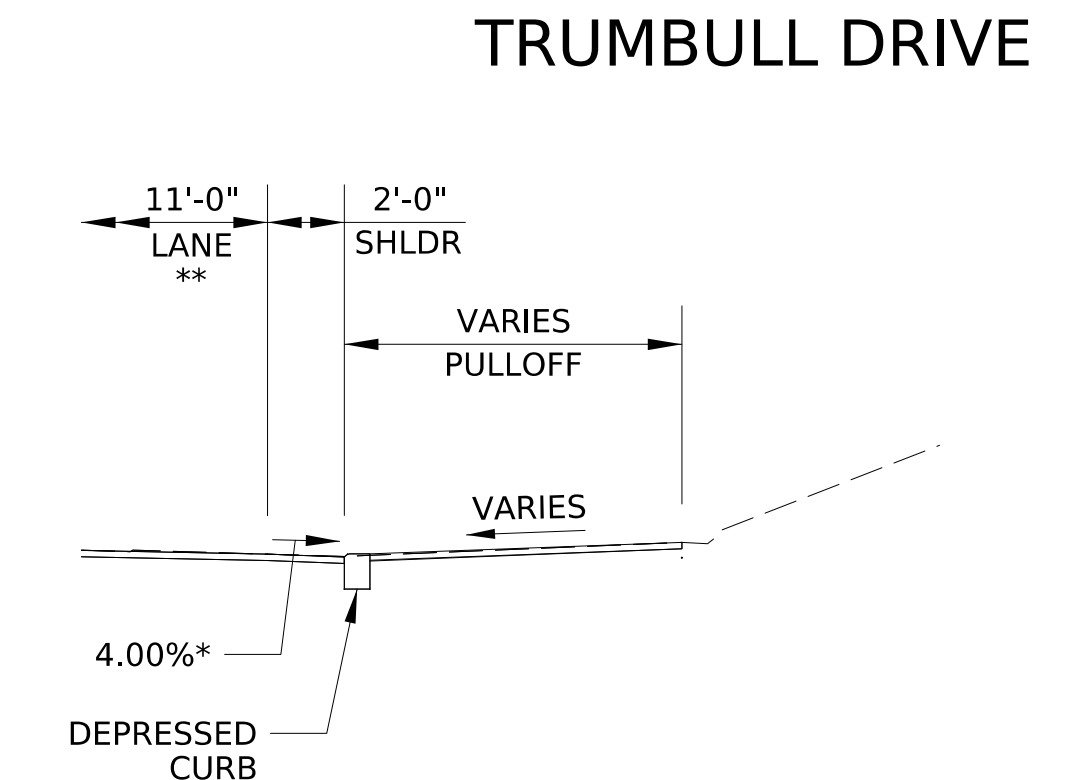 TRUMBULL DRIVE
11'-0"
LANE
**
2'-0"
SHLDR
VARIES
PULLOFF
VARIES
4.00%*
DEPRESSED
CURB